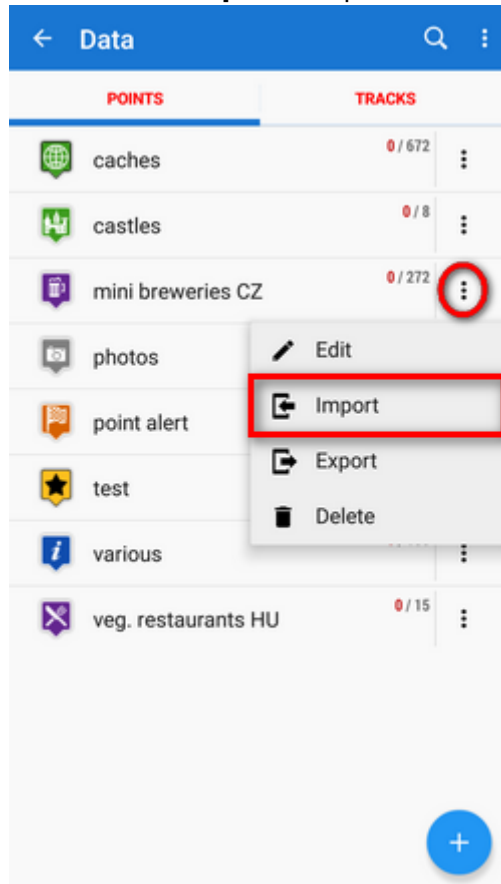 Data
POINTS TRACKS
caches 0 / 672
castles 0 / 8
mini breweries CZ 0 / 272
photos
Edit
Import
point alert
Export
test
Delete
various
veg. restaurants HU 0 / 15